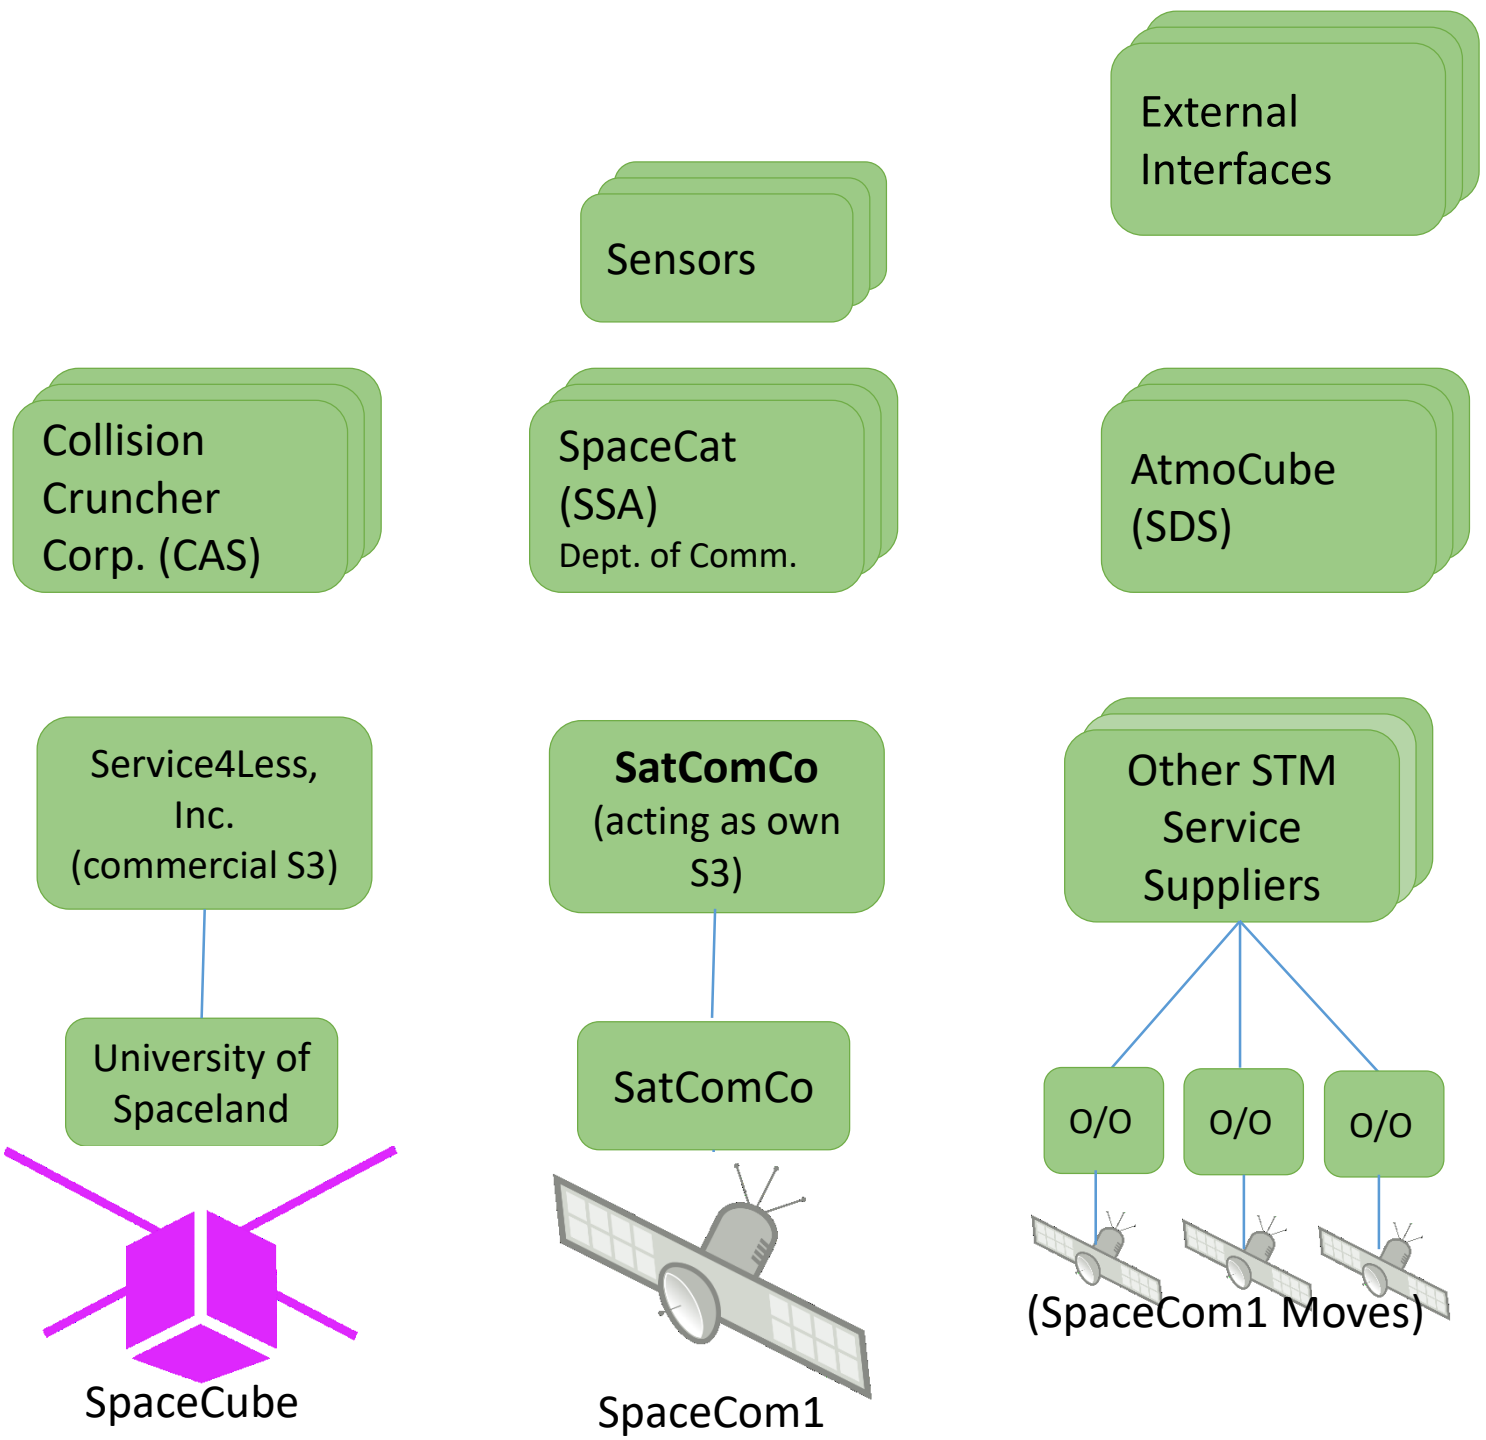 External
Interfaces
Sensors
Collision
Cruncher
Corp. (CAS)
SpaceCat
(SSA)
Dept. of Comm.
AtmoCube
(SDS)
Service4Less,
Inc.
(commercial S3)
SatComCo
(acting as own
S3)
Other STM
Service
Suppliers
University of
Spaceland
SatComCo
O/O
O/O
O/O
SpaceCube
SpaceCom1
(SpaceCom1 Moves)